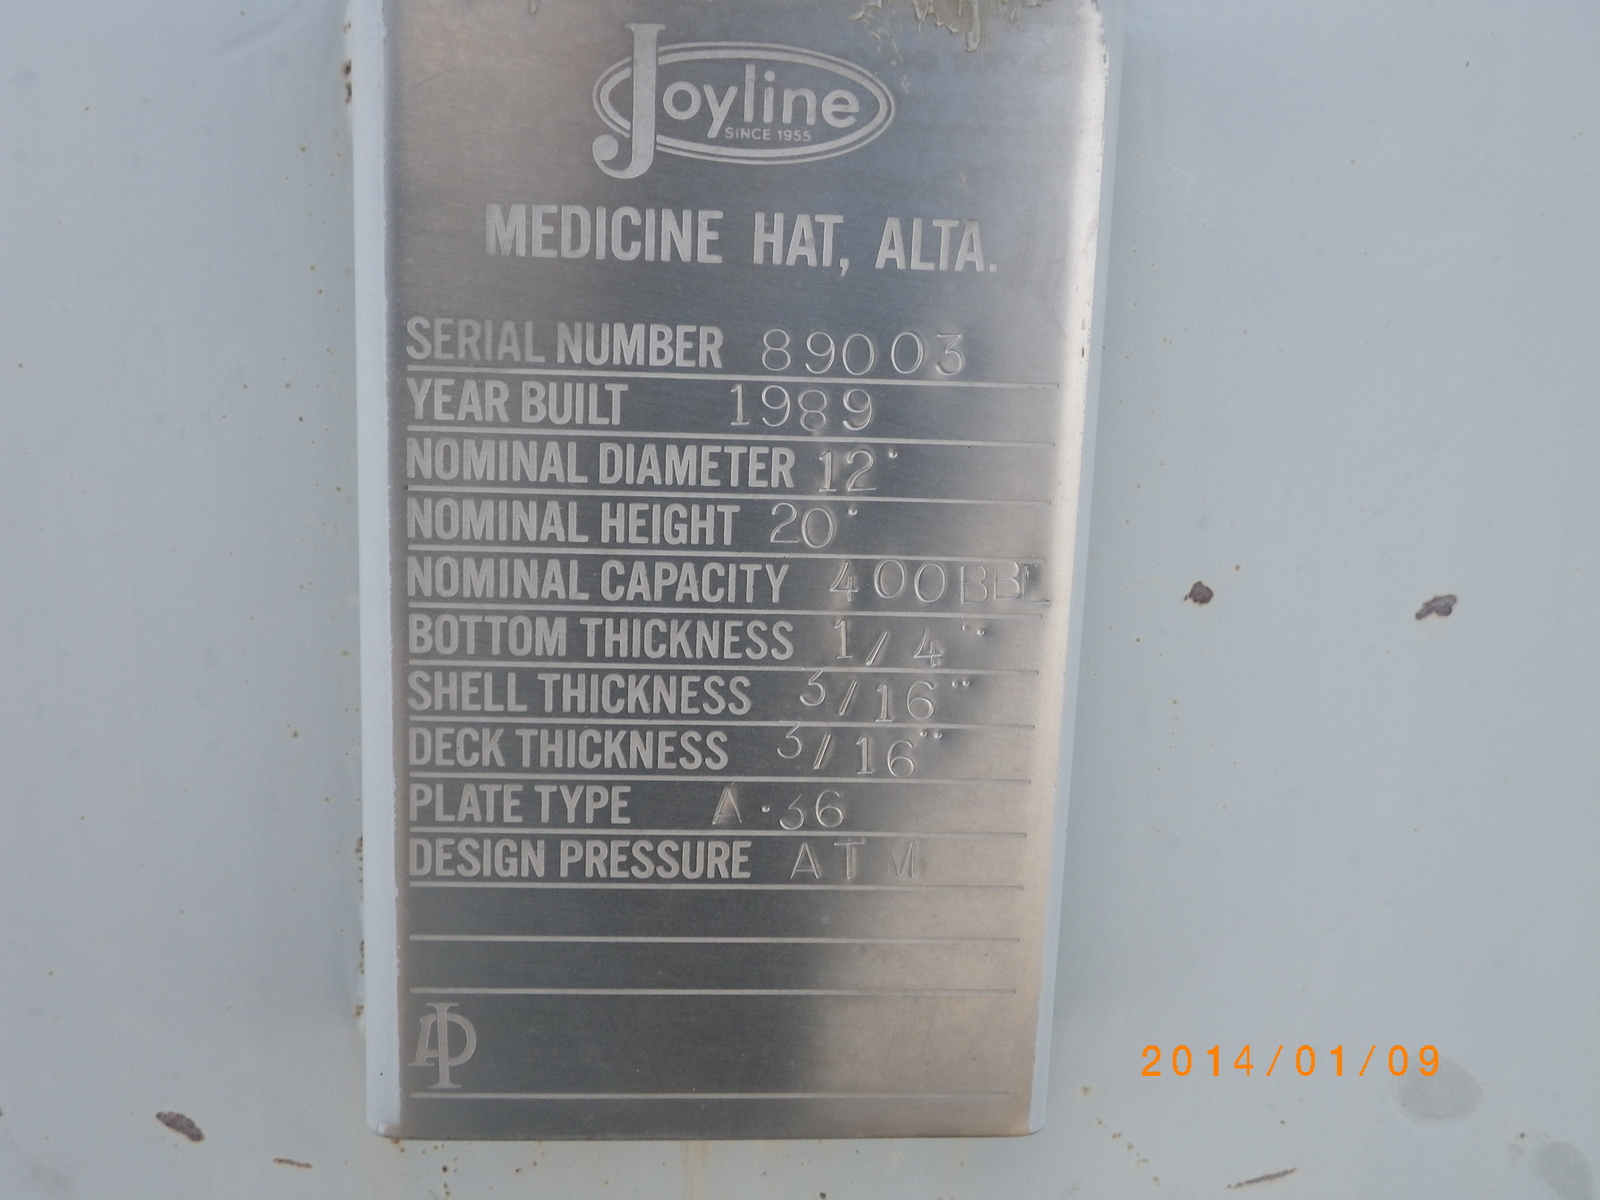 Joyline
SINCE 1955
MEDICINE HAT, ALTA.
SERIAL NUMBER 89003
YEAR BUILT 1989
NOMINAL DIAMETER 12'
NOMINAL HEIGHT 20'
NOMINAL CAPACITY 400BBL
BOTTOM THICKNESS 1/4"
SHELL THICKNESS 3/16"
DECK THICKNESS 3/16"
PLATE TYPE A-36
DESIGN PRESSURE ATM
API
2014/01/09